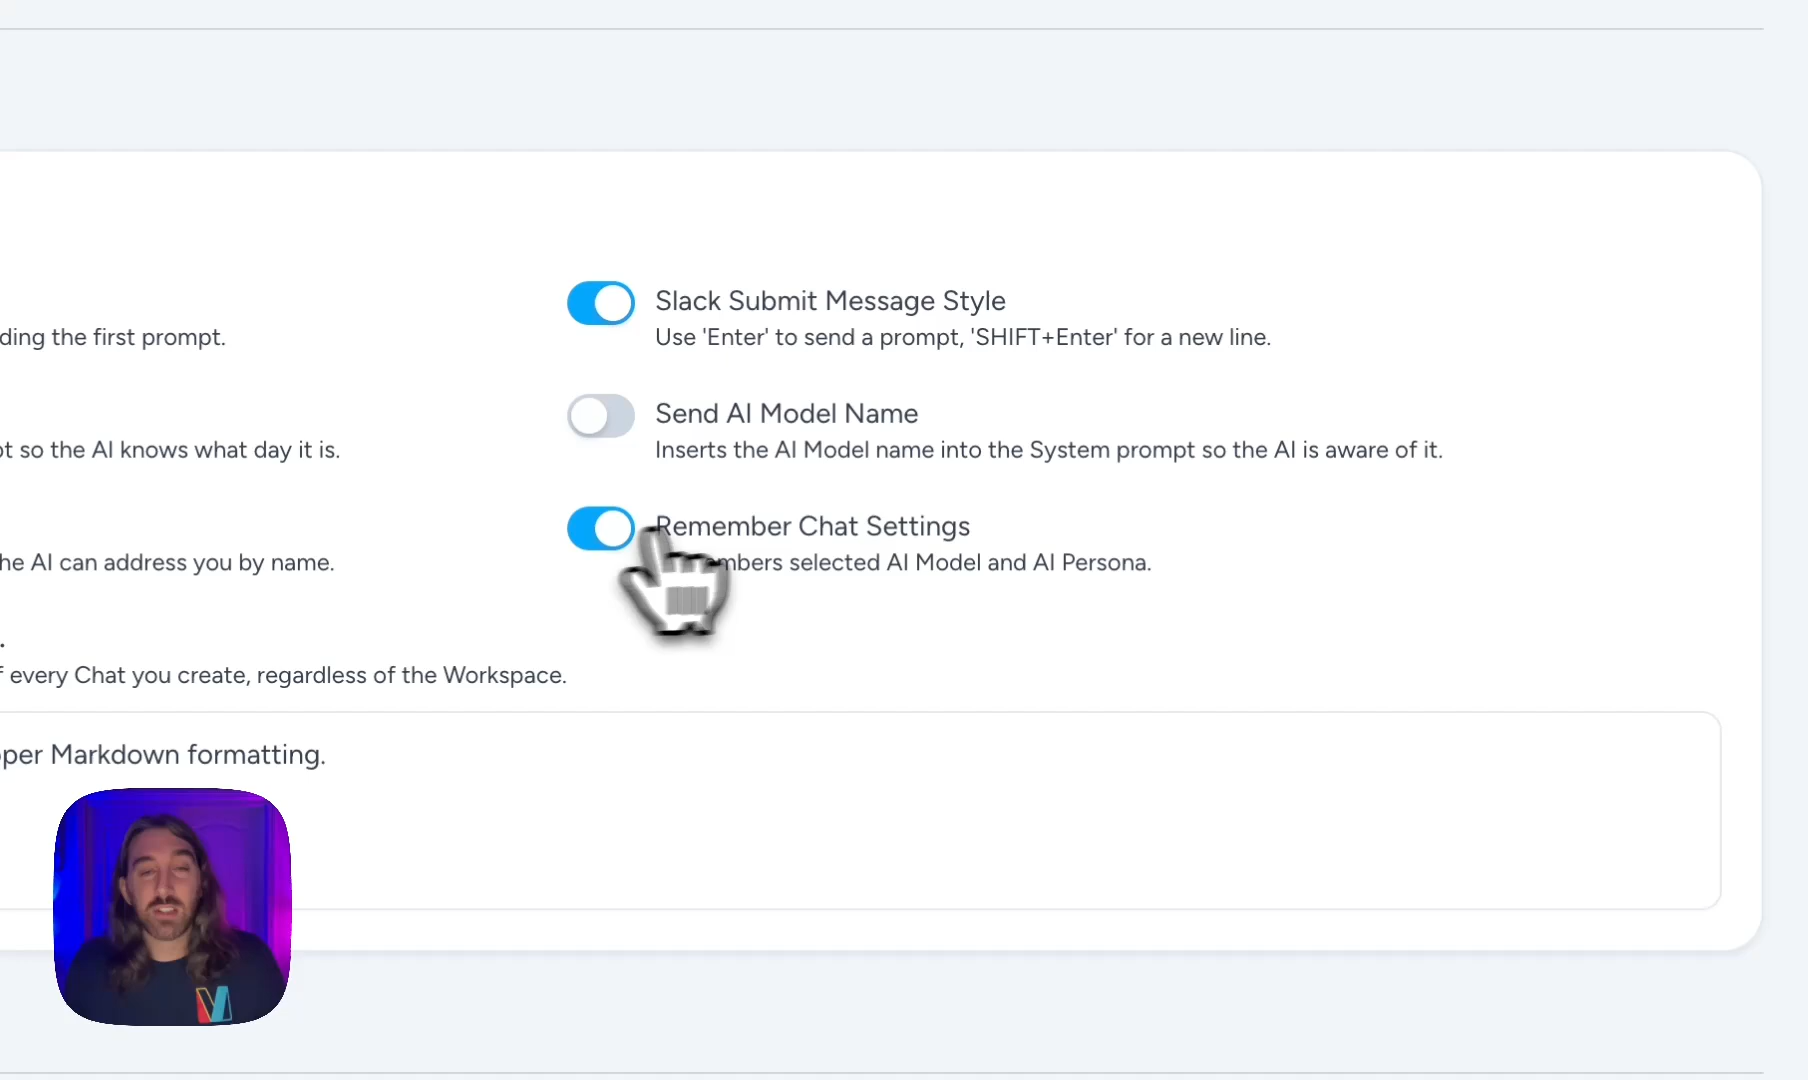 ding the first prompt.
Slack Submit Message Style
Use 'Enter' to send a prompt, 'SHIFT+Enter' for a new line.
so the AI knows what day it is.
Send AI Model Name
Inserts the AI Model name into the System prompt so the AI is aware of it.
he AI can address you by name.
Remember Chat Settings
mbers selected AI Model and AI Persona.
.
every Chat you create, regardless of the Workspace.
per Markdown formatting.